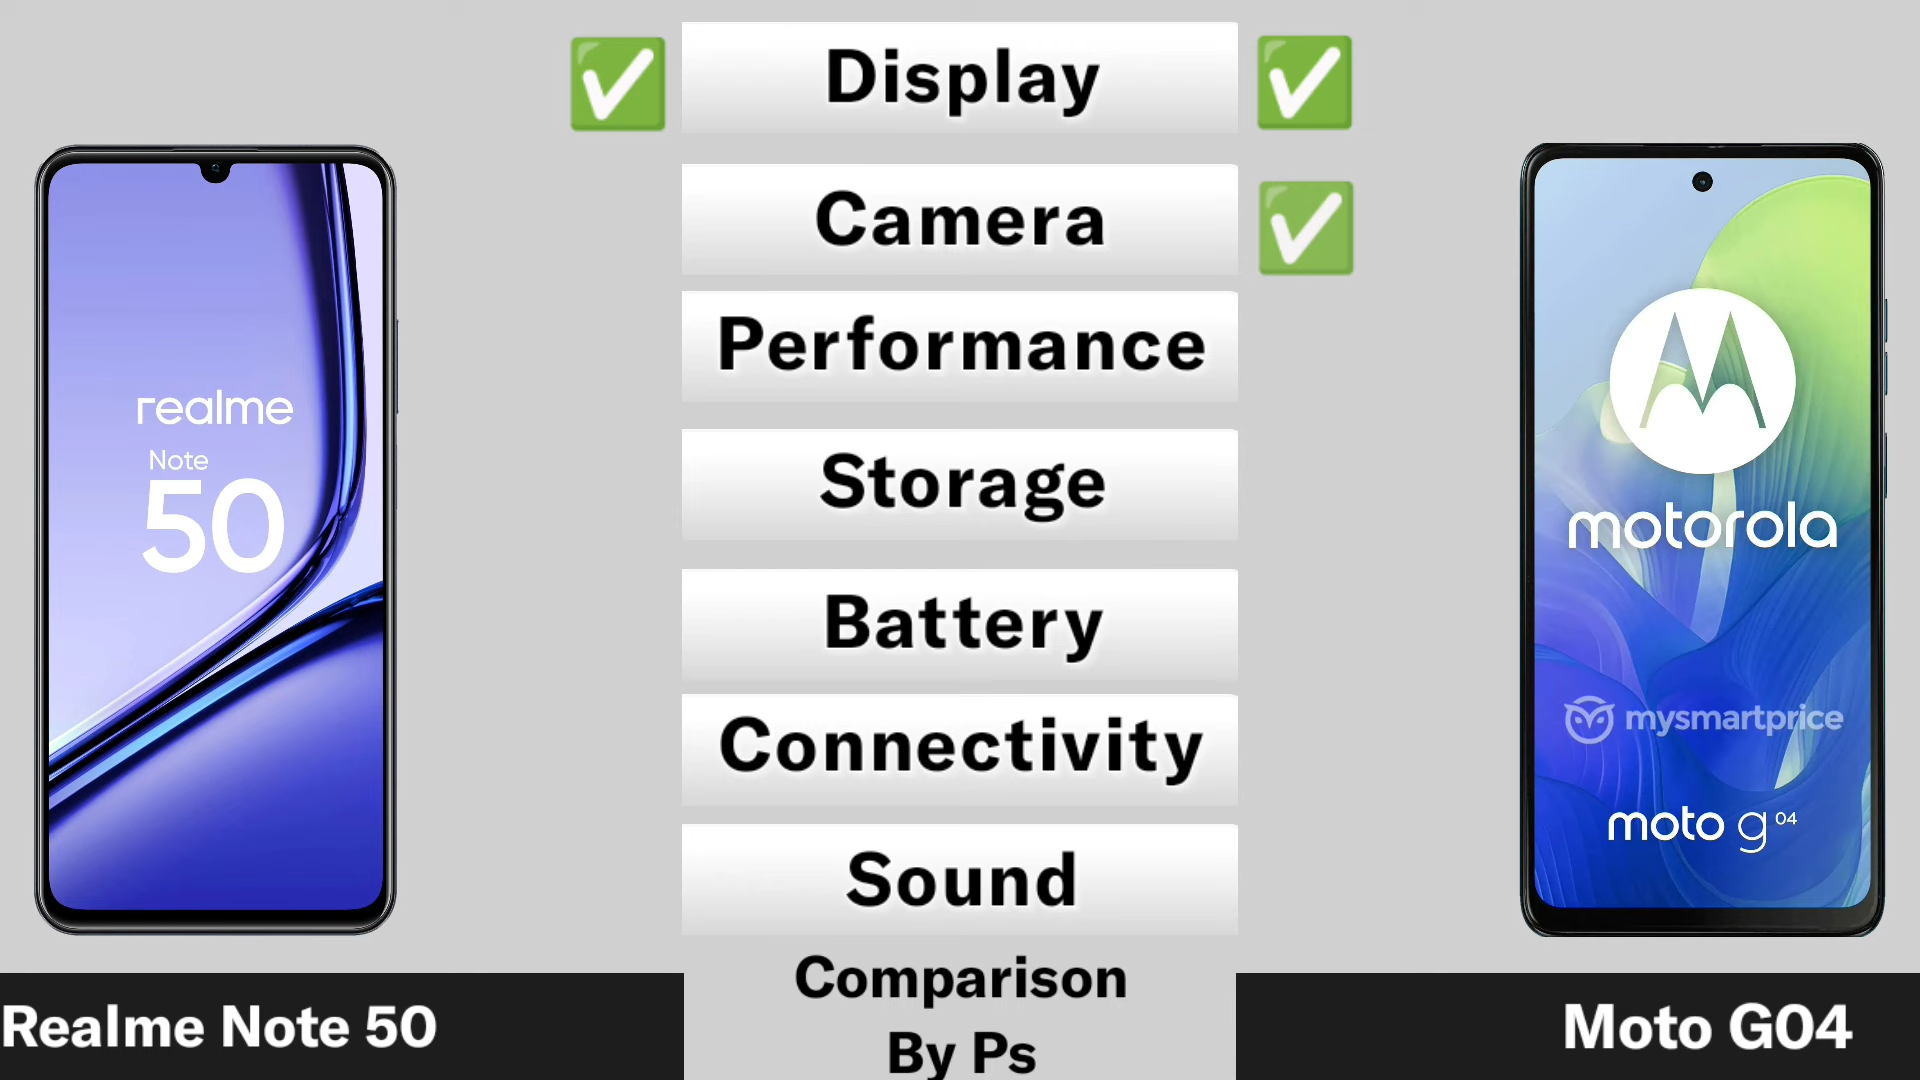 Display
Camera
Performance
Storage
Battery
Connectivity
Sound
Comparison
By Ps
realme
Note
50
Realme Note 50
motorola
mysmartprice
moto g 04
Moto G04